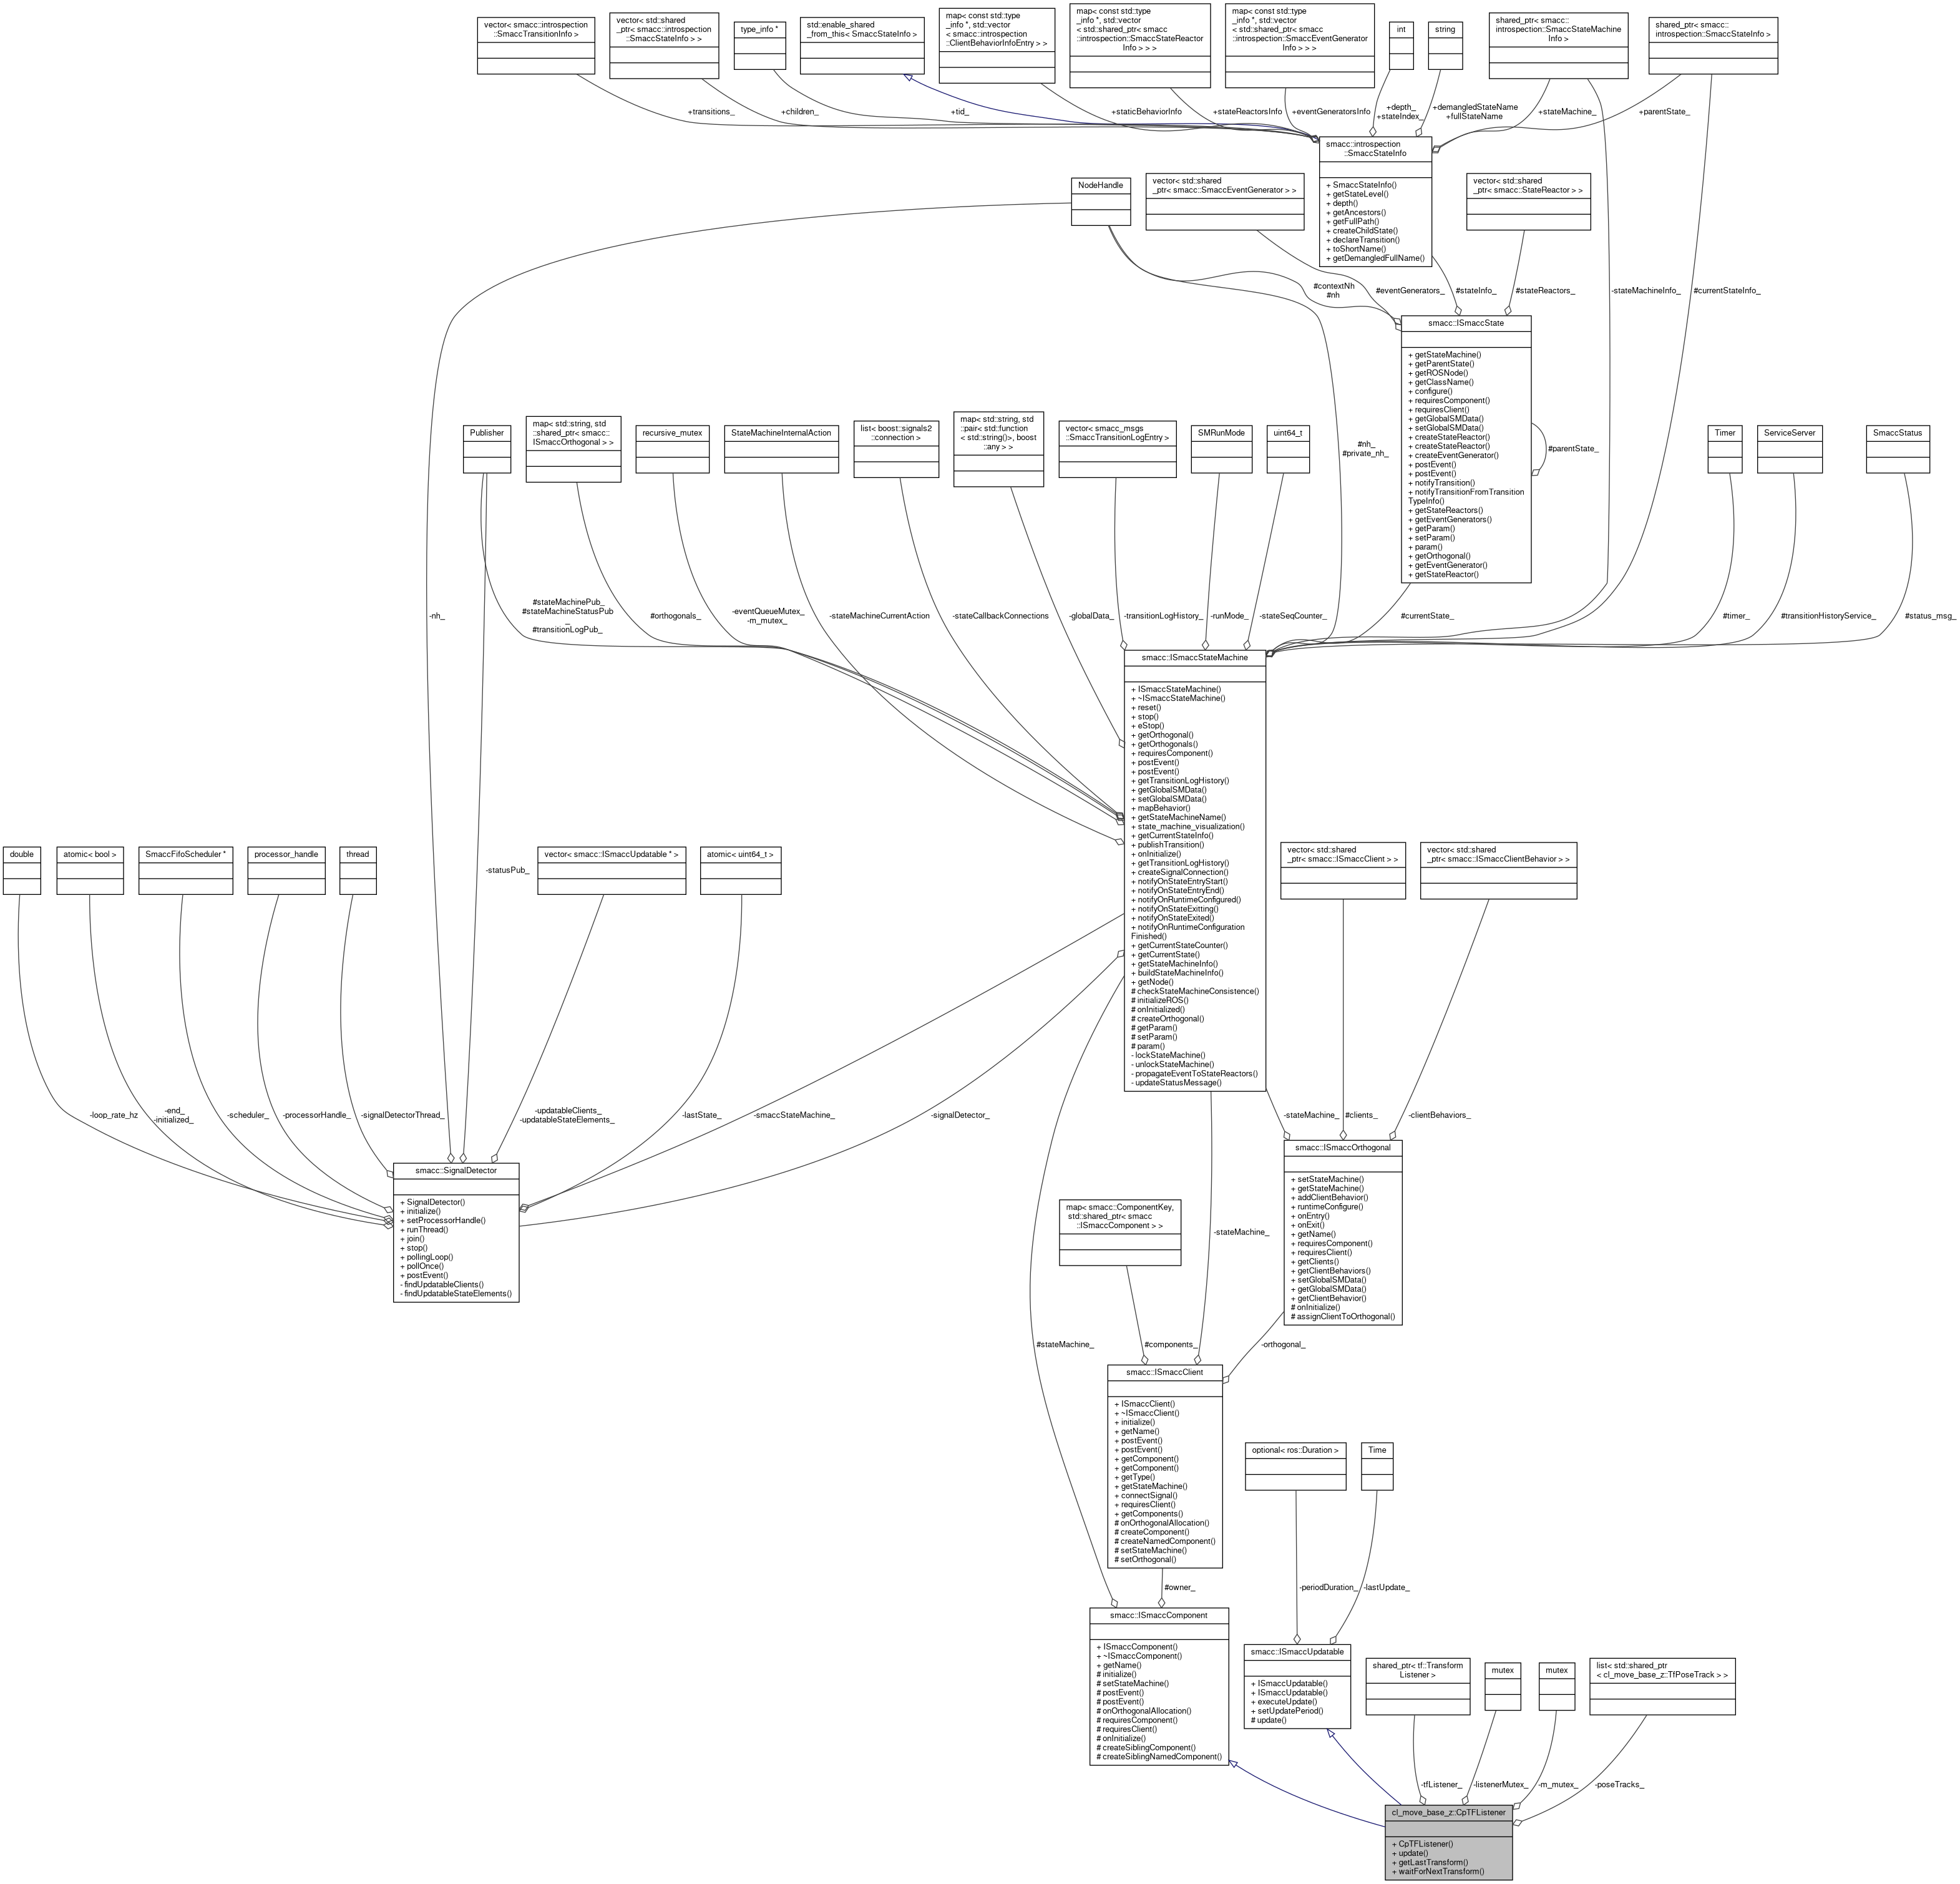 vector< smacc::introspection
::SmaccTransitionInfo >
vector< std::shared
_ptr< smacc::introspection
::SmaccStateInfo > >
type_info *
std::enable_shared
_from_this< SmaccStateInfo >
map< const std::type
_info *, std::vector
< smacc::introspection
::ClientBehaviorInfoEntry > >
map< const std::type
_info *, std::vector
< std::shared_ptr< smacc
::introspection::SmaccStateReactor
Info > > >
map< const std::type
_info *, std::vector
< std::shared_ptr< smacc
::introspection::SmaccEventGenerator
Info > > >
int
string
shared_ptr< smacc::
introspection::SmaccStateMachine
Info >
shared_ptr< smacc::
introspection::SmaccStateInfo >
+transitions_
+children_
+tid_
+staticBehaviorInfo
+stateReactorsInfo
+eventGeneratorsInfo
+depth_
+stateIndex_
+demangledStateName
+fullStateName
+stateMachine_
+parentState_
smacc::introspection
::SmaccStateInfo
+ SmaccStateInfo()
+ getStateLevel()
+ depth()
+ getAncestors()
+ getFullPath()
+ createChildState()
+ declareTransition()
+ toShortName()
+ getDemangledFullName()
NodeHandle
vector< std::shared
_ptr< smacc::SmaccEventGenerator > >
vector< std::shared
_ptr< smacc::StateReactor > >
#contextNh
#nh
#eventGenerators_
#stateInfo_
#stateReactors_
-stateMachineInfo_
#currentStateInfo_
smacc::ISmaccState
+ getStateMachine()
+ getParentState()
+ getROSNode()
+ getClassName()
+ configure()
+ requiresComponent()
+ requiresClient()
+ getGlobalSMData()
+ setGlobalSMData()
+ createStateReactor()
+ createStateReactor()
+ createEventGenerator()
+ postEvent()
+ postEvent()
+ notifyTransition()
+ notifyTransitionFromTransition
TypeInfo()
+ getStateReactors()
+ getEventGenerators()
+ getParam()
+ setParam()
+ param()
+ getOrthogonal()
+ getEventGenerator()
+ getStateReactor()
#parentState_
Publisher
map< std::string, std
::shared_ptr< smacc::
ISmaccOrthogonal > >
recursive_mutex
StateMachineInternalAction
list< boost::signals2
::connection >
map< std::string, std
::pair< std::function
< std::string()>, boost
::any > >
vector< smacc_msgs
::SmaccTransitionLogEntry >
SMRunMode
uint64_t
#nh_
#private_nh_
Timer
ServiceServer
SmaccStatus
-nh_
#stateMachinePub_
#stateMachineStatusPub
_
#transitionLogPub_
#orthogonals_
-eventQueueMutex_
-m_mutex_
-stateMachineCurrentAction
-stateCallbackConnections
-globalData_
-transitionLogHistory_
-runMode_
-stateSeqCounter_
#currentState_
#timer_
#transitionHistoryService_
#status_msg_
smacc::ISmaccStateMachine
+ ISmaccStateMachine()
+ ~ISmaccStateMachine()
+ reset()
+ stop()
+ eStop()
+ getOrthogonal()
+ getOrthogonals()
+ requiresComponent()
+ postEvent()
+ postEvent()
+ getTransitionLogHistory()
+ getGlobalSMData()
+ setGlobalSMData()
+ mapBehavior()
+ getStateMachineName()
+ state_machine_visualization()
+ getCurrentStateInfo()
+ publishTransition()
+ onInitialize()
+ getTransitionLogHistory()
+ createSignalConnection()
+ notifyOnStateEntryStart()
+ notifyOnStateEntryEnd()
+ notifyOnRuntimeConfigured()
+ notifyOnStateExitting()
+ notifyOnStateExited()
+ notifyOnRuntimeConfiguration
Finished()
+ getCurrentStateCounter()
+ getCurrentState()
+ getStateMachineInfo()
+ buildStateMachineInfo()
+ getNode()
# checkStateMachineConsistence()
# initializeROS()
# onInitialized()
# createOrthogonal()
# getParam()
# setParam()
# param()
- lockStateMachine()
- unlockStateMachine()
- propagateEventToStateReactors()
- updateStatusMessage()
double
atomic< bool >
SmaccFifoScheduler *
processor_handle
thread
-statusPub_
vector< smacc::ISmaccUpdatable * >
atomic< uint64_t >
vector< std::shared
_ptr< smacc::ISmaccClient > >
vector< std::shared
_ptr< smacc::ISmaccClientBehavior > >
-loop_rate_hz
-end_
-initialized_
-scheduler_
-processorHandle_
-signalDetectorThread_
-updatableClients_
-updatableStateElements_
-lastState_
-smaccStateMachine_
-signalDetector_
-stateMachine_
#clients_
-clientBehaviors_
smacc::SignalDetector
+ SignalDetector()
+ initialize()
+ setProcessorHandle()
+ runThread()
+ join()
+ stop()
+ pollingLoop()
+ pollOnce()
+ postEvent()
- findUpdatableClients()
- findUpdatableStateElements()
smacc::ISmaccOrthogonal
+ setStateMachine()
+ getStateMachine()
+ addClientBehavior()
+ runtimeConfigure()
+ onEntry()
+ onExit()
+ getName()
+ requiresComponent()
+ requiresClient()
+ getClients()
+ getClientBehaviors()
+ setGlobalSMData()
+ getGlobalSMData()
+ getClientBehavior()
# onInitialize()
# assignClientToOrthogonal()
map< smacc::ComponentKey,
std::shared_ptr< smacc
::ISmaccComponent > >
-stateMachine_
#stateMachine_
#components_
-orthogonal_
smacc::ISmaccClient
+ ISmaccClient()
+ ~ISmaccClient()
+ initialize()
+ getName()
+ postEvent()
+ postEvent()
+ getComponent()
+ getComponent()
+ getType()
+ getStateMachine()
+ connectSignal()
+ requiresClient()
+ getComponents()
# onOrthogonalAllocation()
# createComponent()
# createNamedComponent()
# setStateMachine()
# setOrthogonal()
optional< ros::Duration >
Time
#owner_
-periodDuration_
-lastUpdate_
smacc::ISmaccComponent
+ ISmaccComponent()
+ ~ISmaccComponent()
+ getName()
# initialize()
# setStateMachine()
# postEvent()
# postEvent()
# onOrthogonalAllocation()
# requiresComponent()
# requiresClient()
# onInitialize()
# createSiblingComponent()
# createSiblingNamedComponent()
smacc::ISmaccUpdatable
+ ISmaccUpdatable()
+ ISmaccUpdatable()
+ executeUpdate()
+ setUpdatePeriod()
# update()
shared_ptr< tf::Transform
Listener >
mutex
mutex
list< std::shared_ptr
< cl_move_base_z::TfPoseTrack > >
-tfListener_
-listenerMutex_
-m_mutex_
-poseTracks_
cl_move_base_z::CpTFListener
+ CpTFListener()
+ update()
+ getLastTransform()
+ waitForNextTransform()